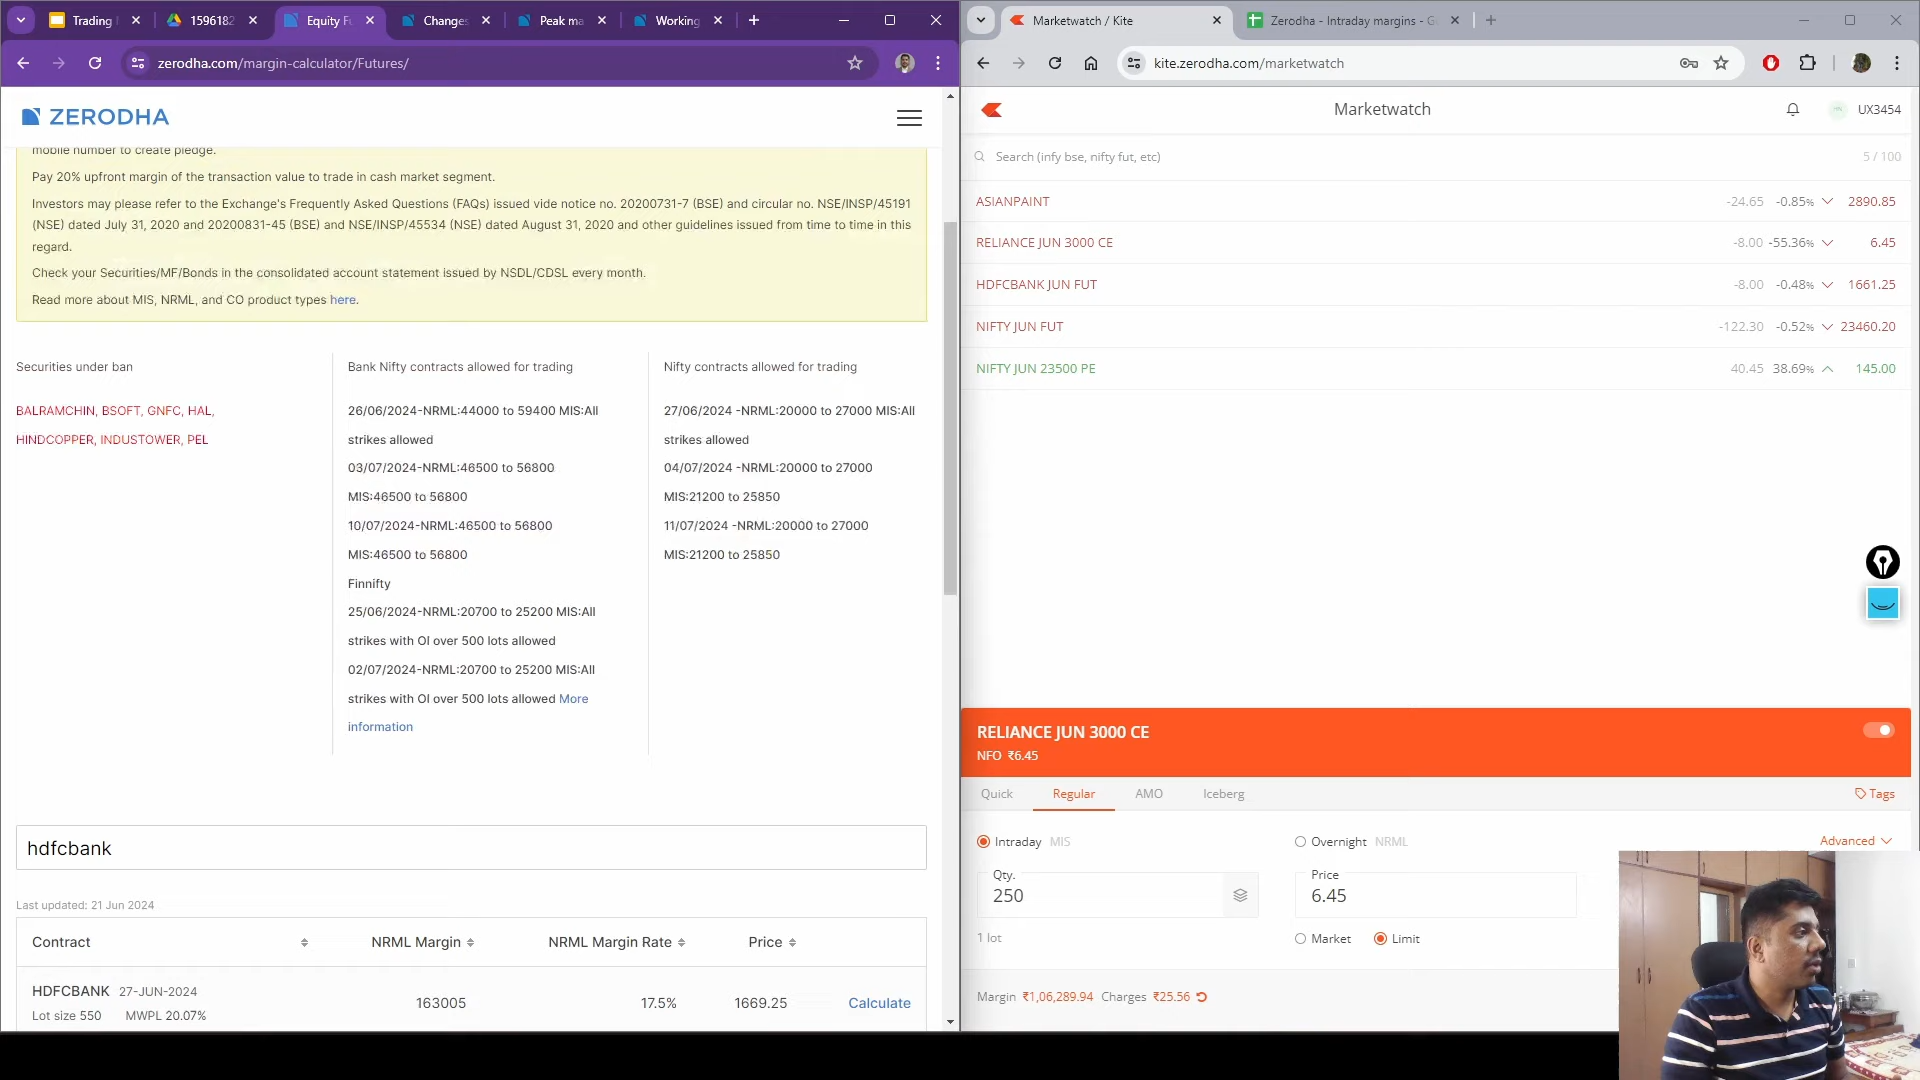 Trading
1596182
Equity Fu
Changes
Peak ma
Working
zerodha.com/margin-calculator/Futures/
ZERODHA
mobile number to create pledge.
Pay 20% upfront margin of the transaction value to trade in cash market segment.
Investors may please refer to the Exchange's Frequently Asked Questions (FAQs) issued vide notice no. 20200731-7 (BSE) and circular no. NSE/INSP/45191
(NSE) dated July 31, 2020 and 20200831-45 (BSE) and NSE/INSP/45534 (NSE) dated August 31, 2020 and other guidelines issued from time to time in this
regard.
Check your Securities/MF/Bonds in the consolidated account statement issued by NSDL/CDSL every month.
Read more about MIS, NRML, and CO product types here.
Securities under ban
BALRAMCHIN, BSOFT, GNFC, HAL,
HINDCOPPER, INDUSTOWER, PEL
Bank Nifty contracts allowed for trading
26/06/2024-NRML:44000 to 59400 MIS:All
strikes allowed
03/07/2024-NRML:46500 to 56800
MIS:46500 to 56800
10/07/2024-NRML:46500 to 56800
MIS:46500 to 56800
Finnifty
25/06/2024-NRML:20700 to 25200 MIS:All
strikes with OI over 500 lots allowed
02/07/2024-NRML:20700 to 25200 MIS:All
strikes with OI over 500 lots allowed More
information
Nifty contracts allowed for trading
27/06/2024 -NRML:20000 to 27000 MIS:All
strikes allowed
04/07/2024 -NRML:20000 to 27000
MIS:21200 to 25850
11/07/2024 -NRML:20000 to 27000
MIS:21200 to 25850
hdfcbank
Last updated: 21 Jun 2024
Contract NRML Margin NRML Margin Rate Price
HDFCBANK 27-JUN-2024
163005 17.5% 1669.25 Calculate
Lot size 550 MWPL 20.07%
Marketwatch / Kite
Zerodha - Intraday margins - G
kite.zerodha.com/marketwatch
Marketwatch
UX3454
Search (infy bse, nifty fut, etc) 5 / 100
ASIANPAINT -24.65 -0.85% 2890.85
RELIANCE JUN 3000 CE -8.00 -55.36% 6.45
HDFCBANK JUN FUT -8.00 -0.48% 1661.25
NIFTY JUN FUT -122.30 -0.52% 23460.20
NIFTY JUN 23500 PE 40.45 38.69% 145.00
RELIANCE JUN 3000 CE
NFO ₹6.45
Quick Regular AMO Iceberg Tags
Intraday MIS Overnight NRML Advanced
Qty. Price
250 6.45
1 lot Market Limit
Margin ₹1,06,289.94 Charges ₹25.56